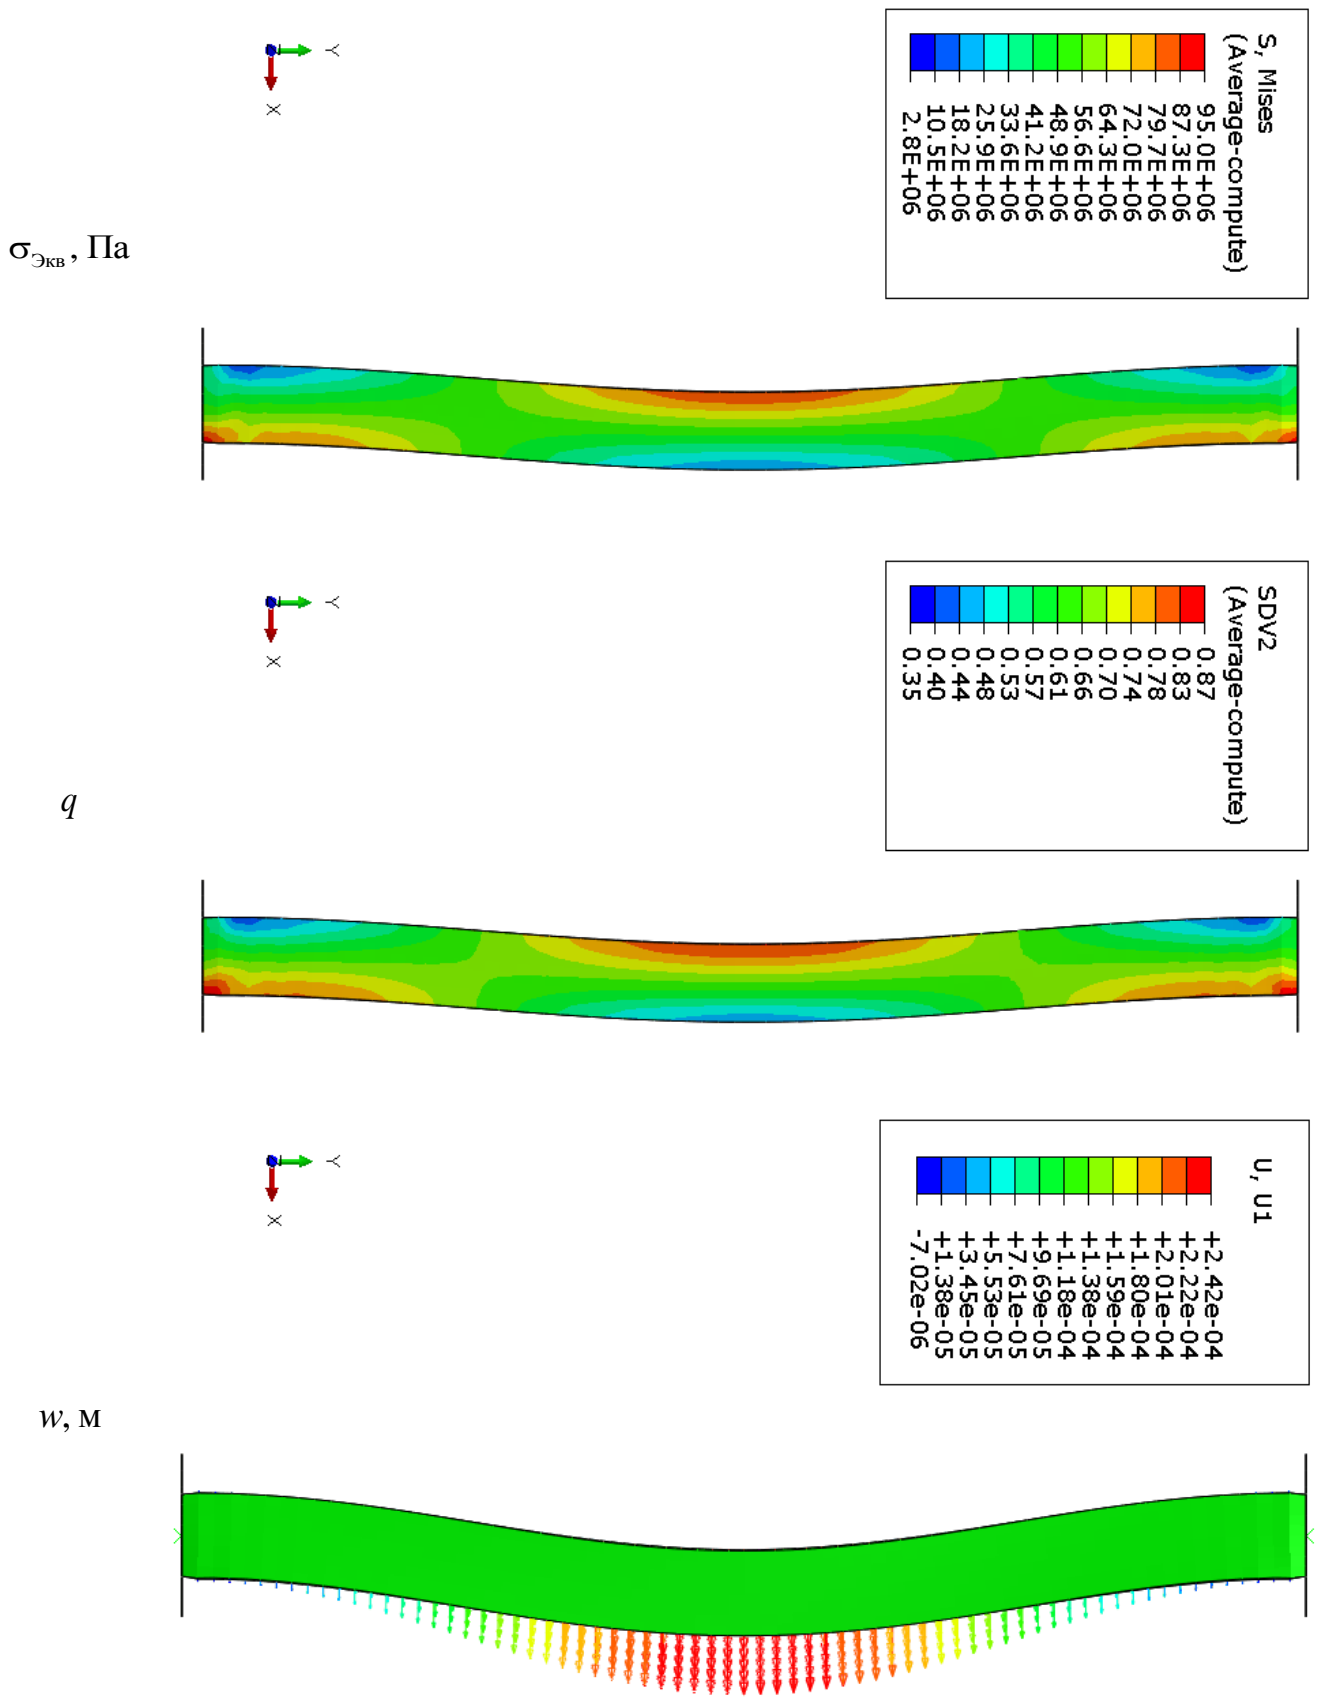 Y
X
S, Mises
(Average-compute)
95.0E+06
87.3E+06
79.7E+06
72.0E+06
64.3E+06
56.6E+06
48.9E+06
41.2E+06
33.6E+06
25.9E+06
18.2E+06
10.5E+06
2.8E+06
σЭкв, Па
Y
X
SDV2
(Average-compute)
0.87
0.83
0.78
0.74
0.70
0.66
0.61
0.57
0.53
0.48
0.44
0.40
0.35
q
Y
X
U, U1
+2.42e-04
+2.22e-04
+2.01e-04
+1.80e-04
+1.59e-04
+1.38e-04
+1.18e-04
+9.69e-05
+7.61e-05
+5.53e-05
+3.45e-05
+1.38e-05
-7.02e-06
w, м